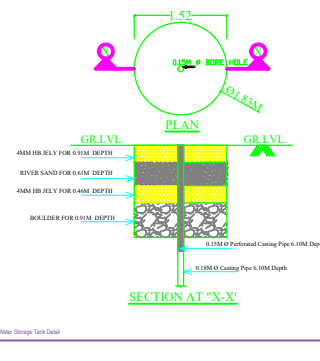 1.52
X
X
0.15M Ø BORE HOLE
Ø1.83M
PLAN
GR.LVL.
GR.LVL.
4MM HB JELY FOR 0.91M DEPTH
RIVER SAND FOR 0.61M DEPTH
4MM HB JELY FOR 0.46M DEPTH
BOULDER FOR 0.91M DEPTH
0.15M Ø Perforated Casting Pipe 6.10M Dep
0.18M Ø Casting Pipe 6.10M Depth
SECTION AT "X-X'
Water Storage Tank Detail